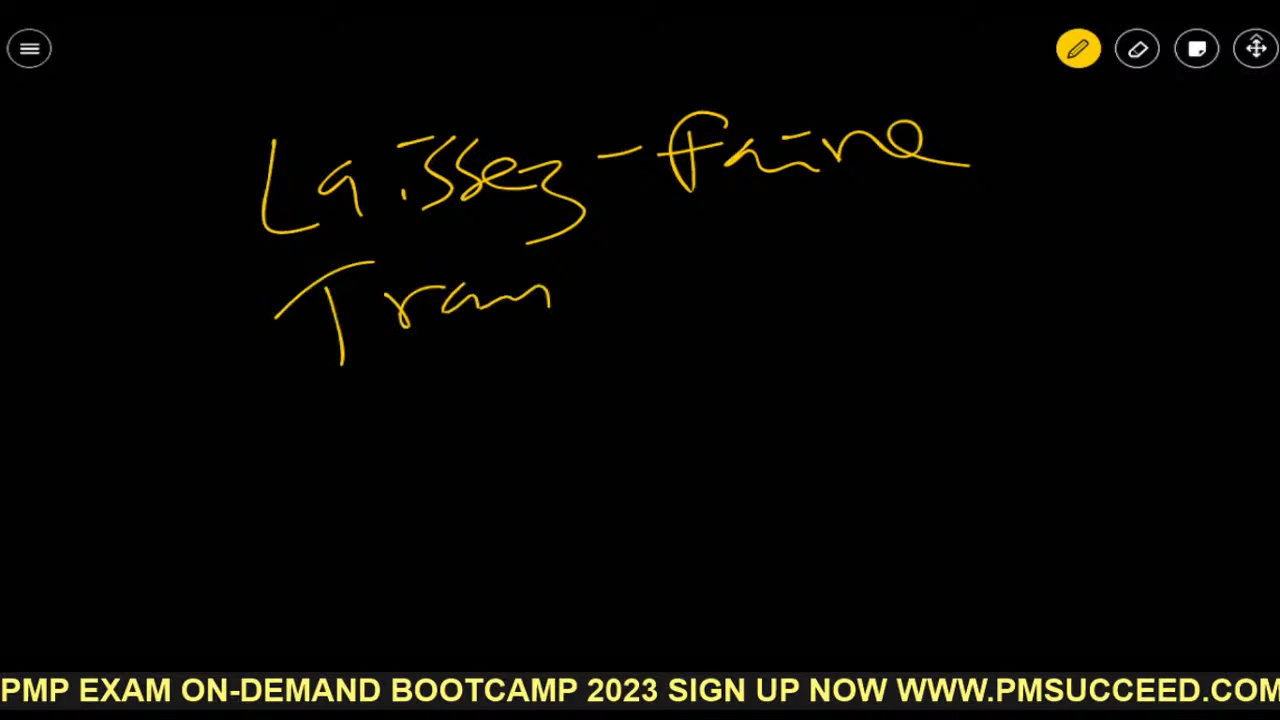 Laissez-faire
Tran
PMP EXAM ON-DEMAND BOOTCAMP 2023 SIGN UP NOW WWW.PMSUCCEED.COM